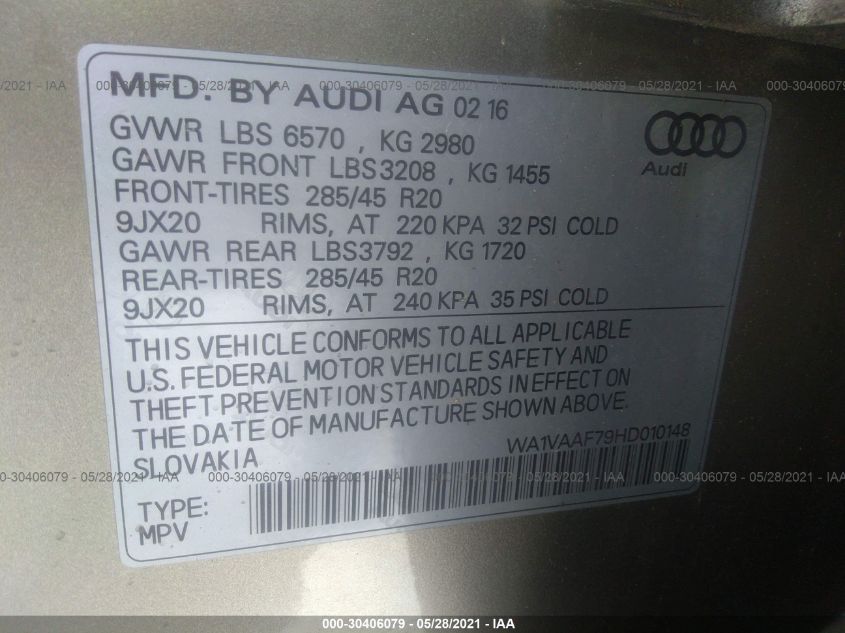 MFD. BY AUDI AG 02 16
GVWR LBS 6570 , KG 2980
GAWR FRONT LBS3208 , KG 1455
FRONT-TIRES 285/45 R20
9JX20 RIMS, AT 220 KPA 32 PSI COLD
GAWR REAR LBS3792 , KG 1720
REAR-TIRES 285/45 R20
9JX20 RIMS, AT 240 KPA 35 PSI COLD
Audi
THIS VEHICLE CONFORMS TO ALL APPLICABLE
U.S. FEDERAL MOTOR VEHICLE SAFETY AND
THEFT PREVENTION STANDARDS IN EFFECT ON
THE DATE OF MANUFACTURE SHOWN ABOVE.
SLOVAKIA
WA1VAAF79HD010148
TYPE:
MPV
000-30406079 - 05/28/2021 - IAA